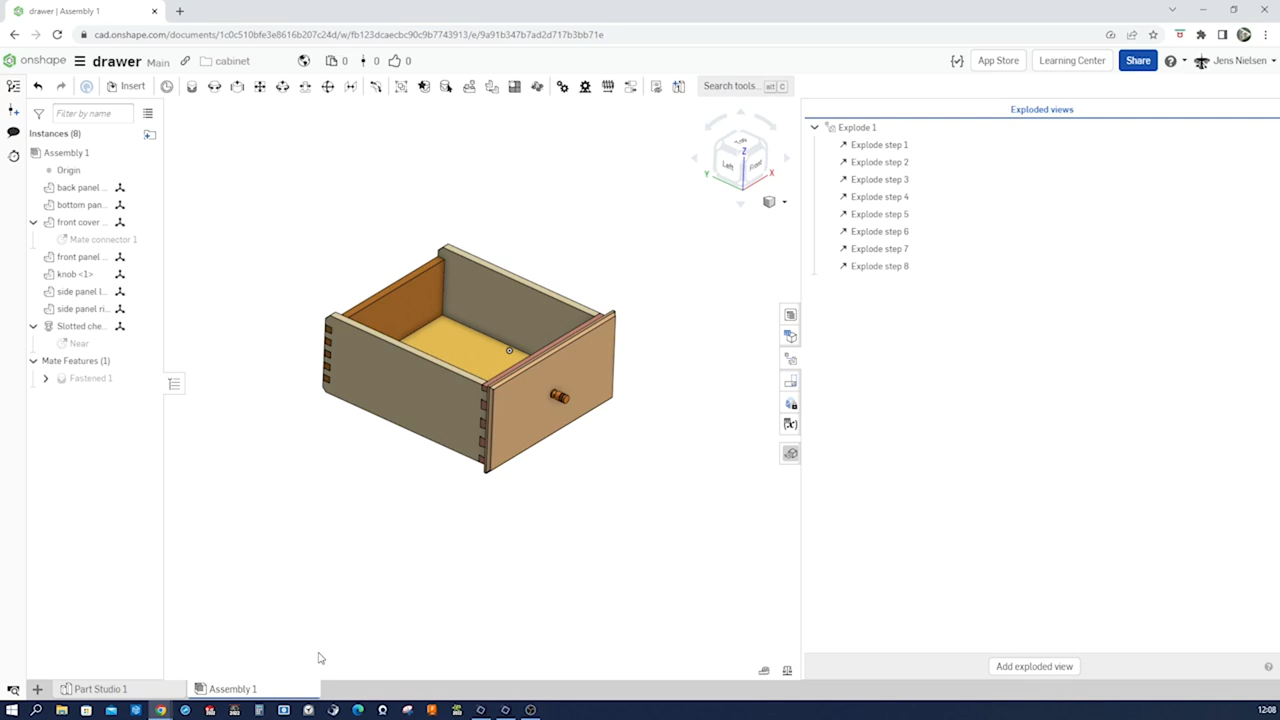 drawer | Assembly 1
cad.onshape.com/documents/1c0c510bfe3e8616b207c24d/w/fb123dcaecbc90c9b7743913/e/9a91b347b7ad2d717b3bb71e
onshape
drawer Main
cabinet
0
0
0
App Store
Learning Center
Share
Jens Nielsen
Insert
Search tools...
alt C
Filter by name
Instances (8)
Assembly 1
Origin
back panel ...
bottom pan...
front cover ...
Mate connector 1
front panel ...
knob <1>
side panel l...
side panel ri...
Slotted che...
Near
Mate Features (1)
Fastened 1
Top
Left
Front
Z
Y
X
(x)
Exploded views
Explode 1
Explode step 1
Explode step 2
Explode step 3
Explode step 4
Explode step 5
Explode step 6
Explode step 7
Explode step 8
Add exploded view
Part Studio 1
Assembly 1
12:08